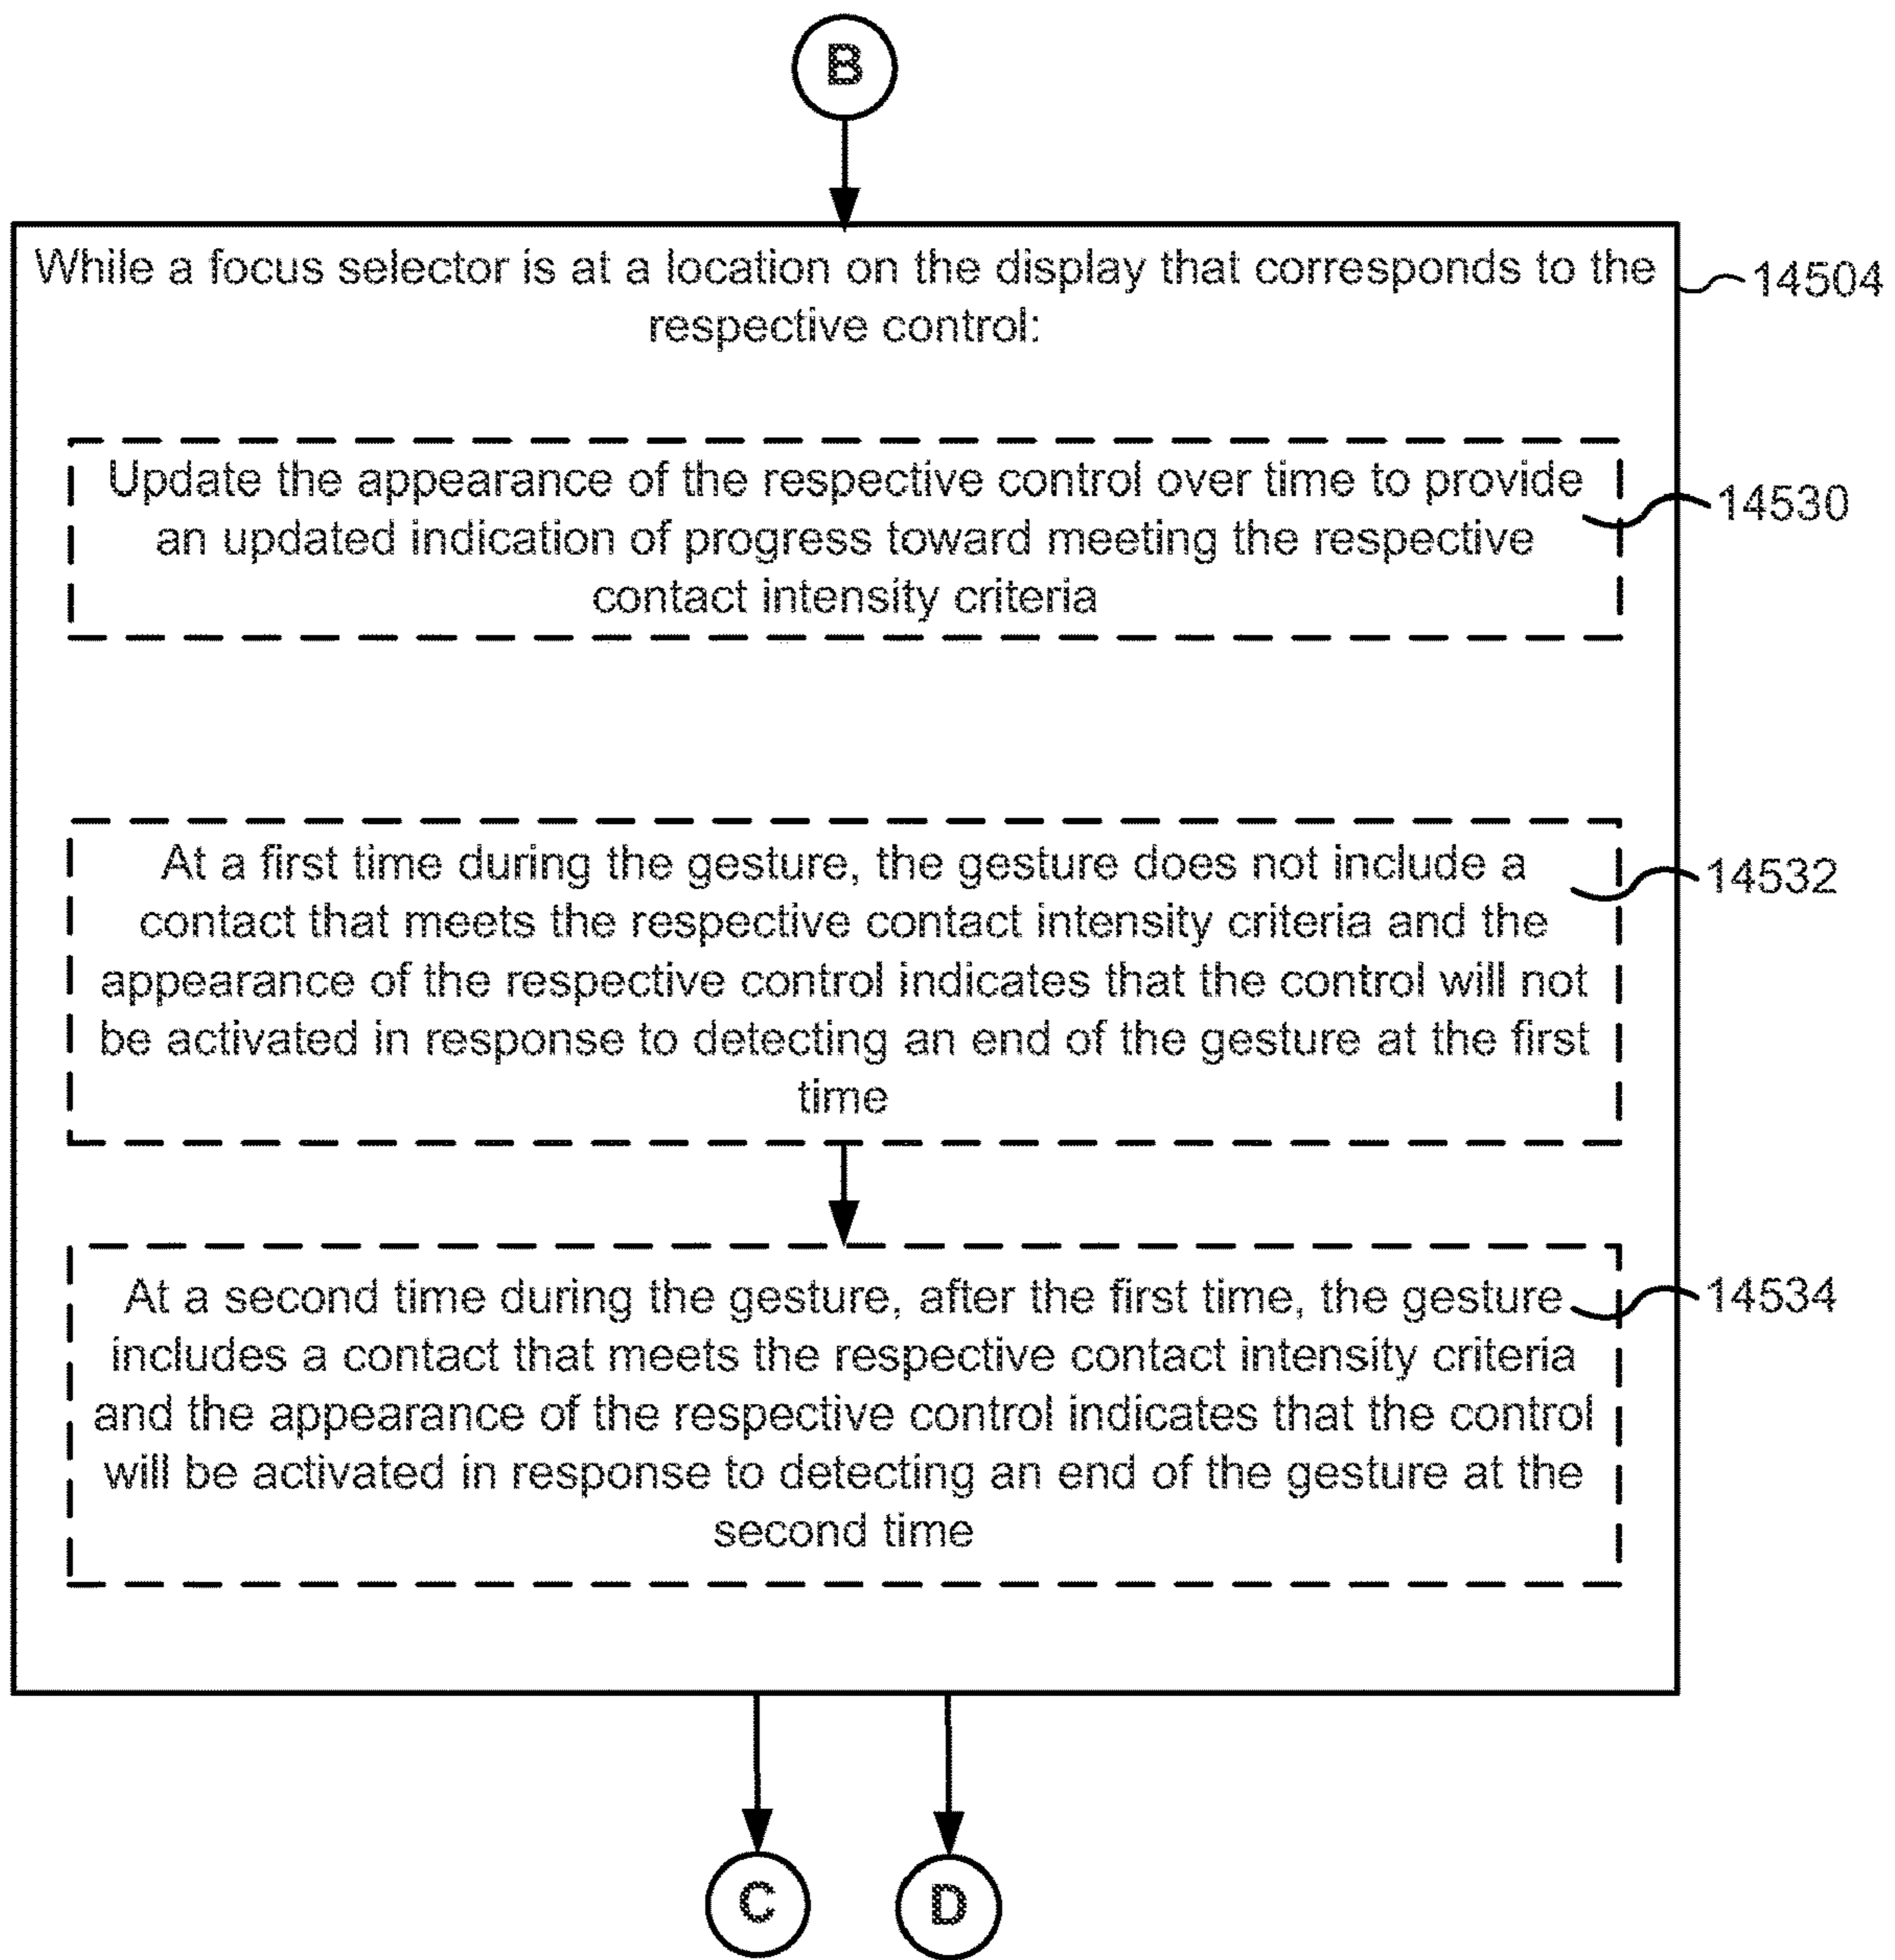 B
While a focus selector is at a location on the display that corresponds to the
respective control:
14504
Update the appearance of the respective control over time to provide
an updated indication of progress toward meeting the respective
contact intensity criteria
14530
At a first time during the gesture, the gesture does not include a
contact that meets the respective contact intensity criteria and the
appearance of the respective control indicates that the control will not
be activated in response to detecting an end of the gesture at the first
time
14532
At a second time during the gesture, after the first time, the gesture
includes a contact that meets the respective contact intensity criteria
and the appearance of the respective control indicates that the control
will be activated in response to detecting an end of the gesture at the
second time
14534
C
D